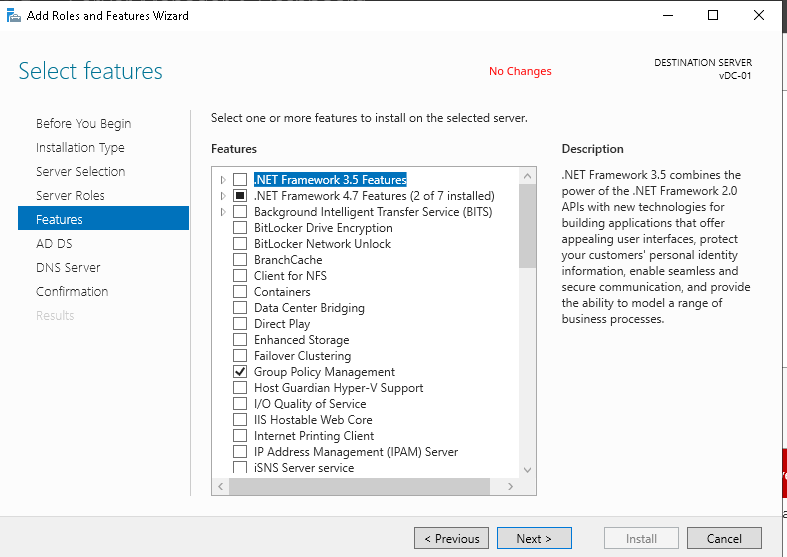 Add Roles and Features Wizard
Select features
No Changes
DESTINATION SERVER
vDC-01
Before You Begin
Installation Type
Server Selection
Server Roles
Features
AD DS
DNS Server
Confirmation
Results
Select one or more features to install on the selected server.
Features
.NET Framework 3.5 Features
.NET Framework 4.7 Features (2 of 7 installed)
Background Intelligent Transfer Service (BITS)
BitLocker Drive Encryption
BitLocker Network Unlock
BranchCache
Client for NFS
Containers
Data Center Bridging
Direct Play
Enhanced Storage
Failover Clustering
Group Policy Management
Host Guardian Hyper-V Support
I/O Quality of Service
IIS Hostable Web Core
Internet Printing Client
IP Address Management (IPAM) Server
iSNS Server service
Description
.NET Framework 3.5 combines the
power of the .NET Framework 2.0
APIs with new technologies for
building applications that offer
appealing user interfaces, protect
your customers' personal identity
information, enable seamless and
secure communication, and provide
the ability to model a range of
business processes.
< Previous
Next >
Install
Cancel